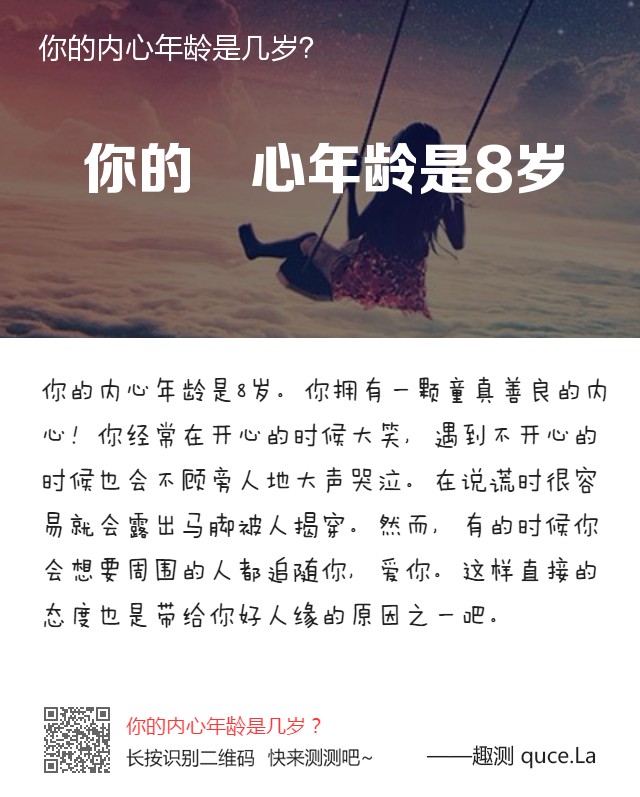 你的内心年龄是几岁?
你的 心年龄是8岁
你的内心年龄是8岁。你拥有一颗童真善良的内
心！你经常在开心的时候大笑，遇到不开心的
时候也会不顾旁人地大声哭泣。在说谎时很容
易就会露出马脚被人揭穿。然而，有的时候你
会想要周围的人都追随你，爱你。这样直接的
态度也是带给你好人缘的原因之一吧。
你的内心年龄是几岁？
长按识别二维码 快来测测吧~
——趣测 quce.La